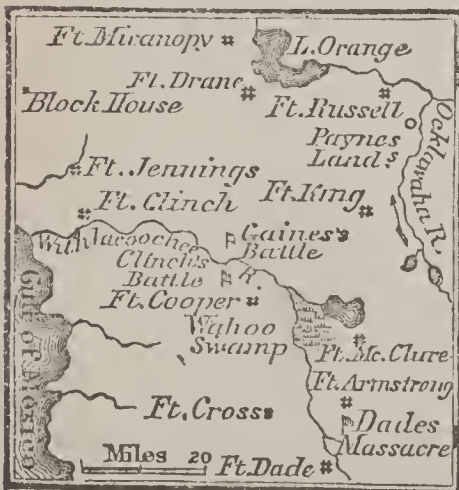 Ft. Miranopy
L. Orange
Ft. Drane
Block House
Ft. Russell
Paynes
Land.s
Ocklawaha R.
Ft. Jennings
Ft. Clinch
Ft. King
Withlacoochee R.
Gaines's
Battle
Clinch's
Battle
Ft. Cooper
Wahoo
Swamp
Gulf of Mexico
Ft. Mc. Clure
Ft. Armstrong
Ft. Cross
Dades
Massacre
Miles 20
Ft. Dade